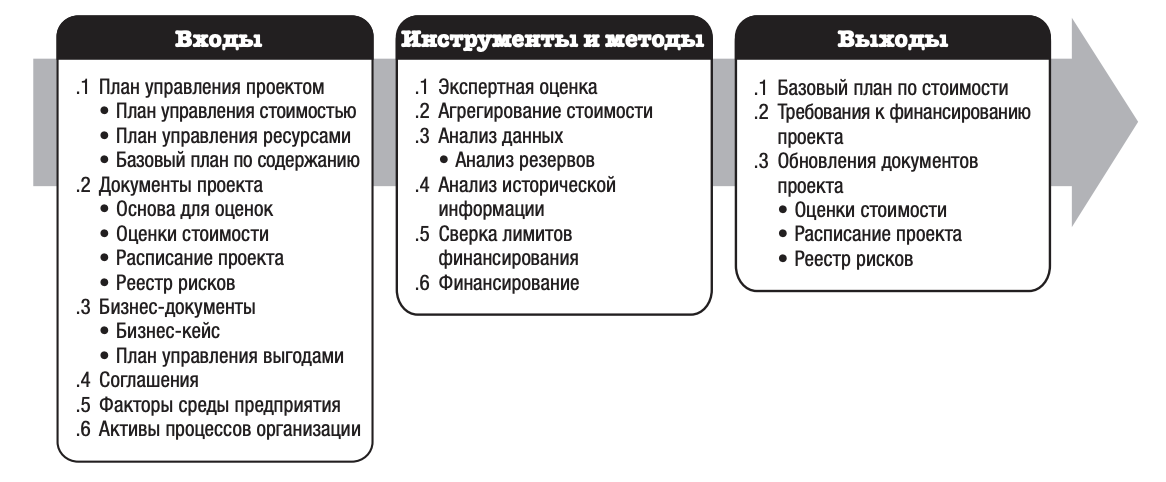 Входы
.1 План управления проектом
• План управления стоимостью
• План управления ресурсами
• Базовый план по содержанию
.2 Документы проекта
• Основа для оценок
• Оценки стоимости
• Расписание проекта
• Реестр рисков
.3 Бизнес-документы
• Бизнес-кейс
• План управления выгодами
.4 Соглашения
.5 Факторы среды предприятия
.6 Активы процессов организации
Инструменты и методы
.1 Экспертная оценка
.2 Агрегирование стоимости
.3 Анализ данных
• Анализ резервов
.4 Анализ исторической
информации
.5 Сверка лимитов
финансирования
.6 Финансирование
Выходы
.1 Базовый план по стоимости
.2 Требования к финансированию
проекта
.3 Обновления документов
проекта
• Оценки стоимости
• Расписание проекта
• Реестр рисков